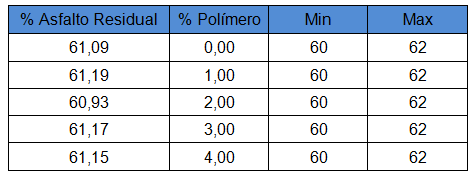 % Asfalto Residual % Polímero Min Max
61,09 0,00 60 62
61,19 1,00 60 62
60,93 2,00 60 62
61,17 3,00 60 62
61,15 4,00 60 62